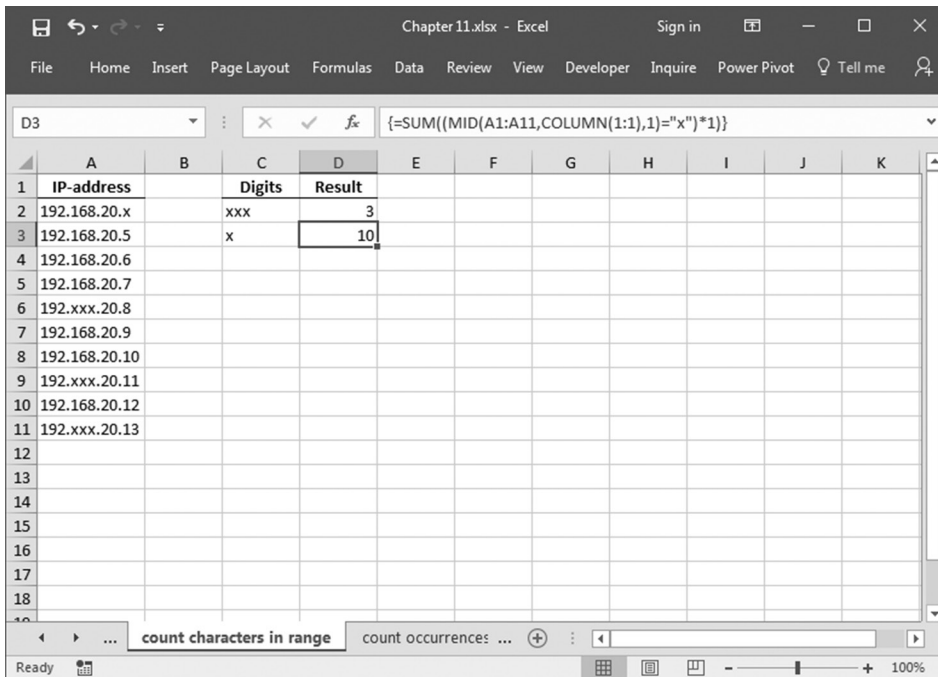 Chapter 11.xlsx - Excel Sign in
File Home Insert Page Layout Formulas Data Review View Developer Inquire Power Pivot Tell me
D3 fx {=SUM((MID(A1:A11,COLUMN(1:1),1)="x")*1)}
A B C D E F G H I J K
1 IP-address Digits Result
2 192.168.20.x xxx 3
3 192.168.20.5 x 10
4 192.168.20.6
5 192.168.20.7
6 192.xxx.20.8
7 192.168.20.9
8 192.168.20.10
9 192.xxx.20.11
10 192.168.20.12
11 192.xxx.20.13
12
13
14
15
16
17
18
... count characters in range count occurrences ...
Ready 100%